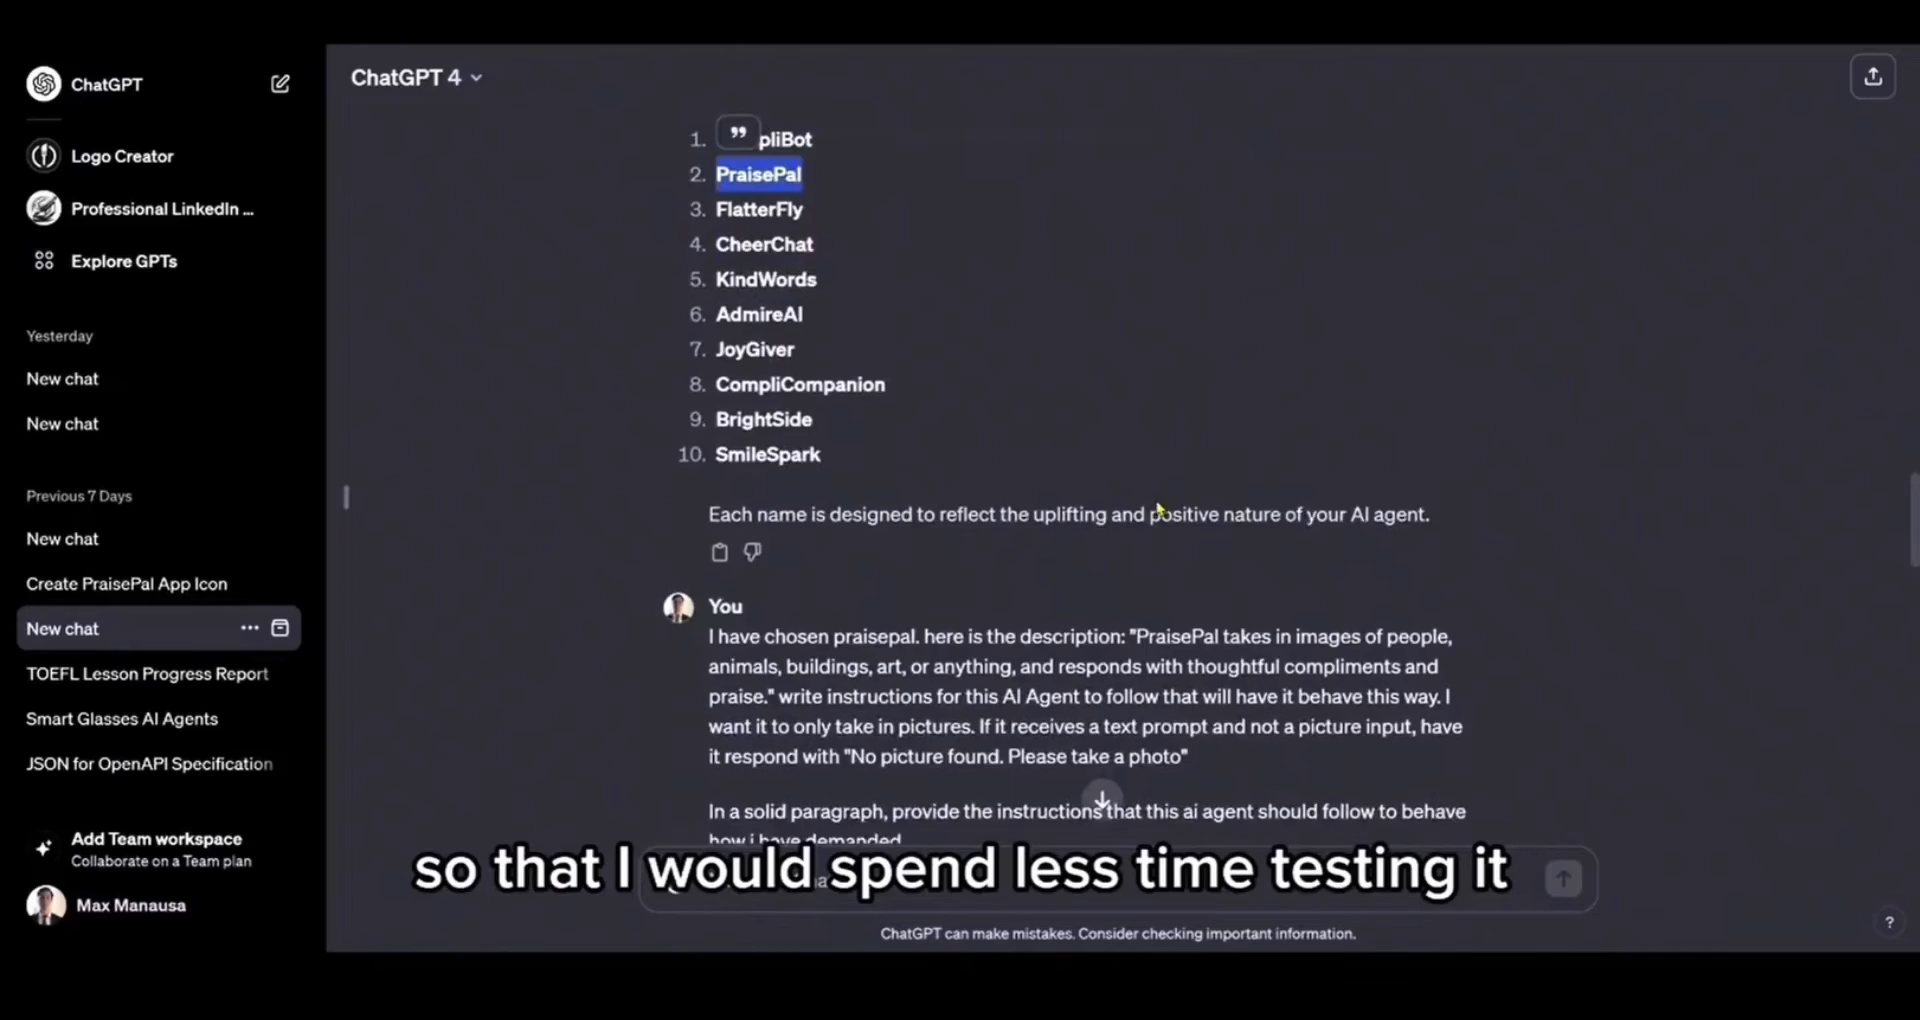 ChatGPT
Logo Creator
Professional LinkedIn ...
Explore GPTs
Yesterday
New chat
New chat
Previous 7 Days
New chat
Create PraisePal App Icon
New chat
TOEFL Lesson Progress Report
Smart Glasses AI Agents
JSON for OpenAPI Specification
Add Team workspace
Collaborate on a Team plan
Max Manausa
ChatGPT 4
1. pliBot
2. PraisePal
3. FlatterFly
4. CheerChat
5. KindWords
6. AdmireAI
7. JoyGiver
8. CompliCompanion
9. BrightSide
10. SmileSpark
Each name is designed to reflect the uplifting and positive nature of your AI agent.
You
I have chosen praisepal. here is the description: "PraisePal takes in images of people,
animals, buildings, art, or anything, and responds with thoughtful compliments and
praise." write instructions for this AI Agent to follow that will have it behave this way. I
want it to only take in pictures. If it receives a text prompt and not a picture input, have
it respond with "No picture found. Please take a photo"
In a solid paragraph, provide the instructions that this ai agent should follow to behave
how i have demanded
so that I would spend less time testing it
ChatGPT can make mistakes. Consider checking important information.
?